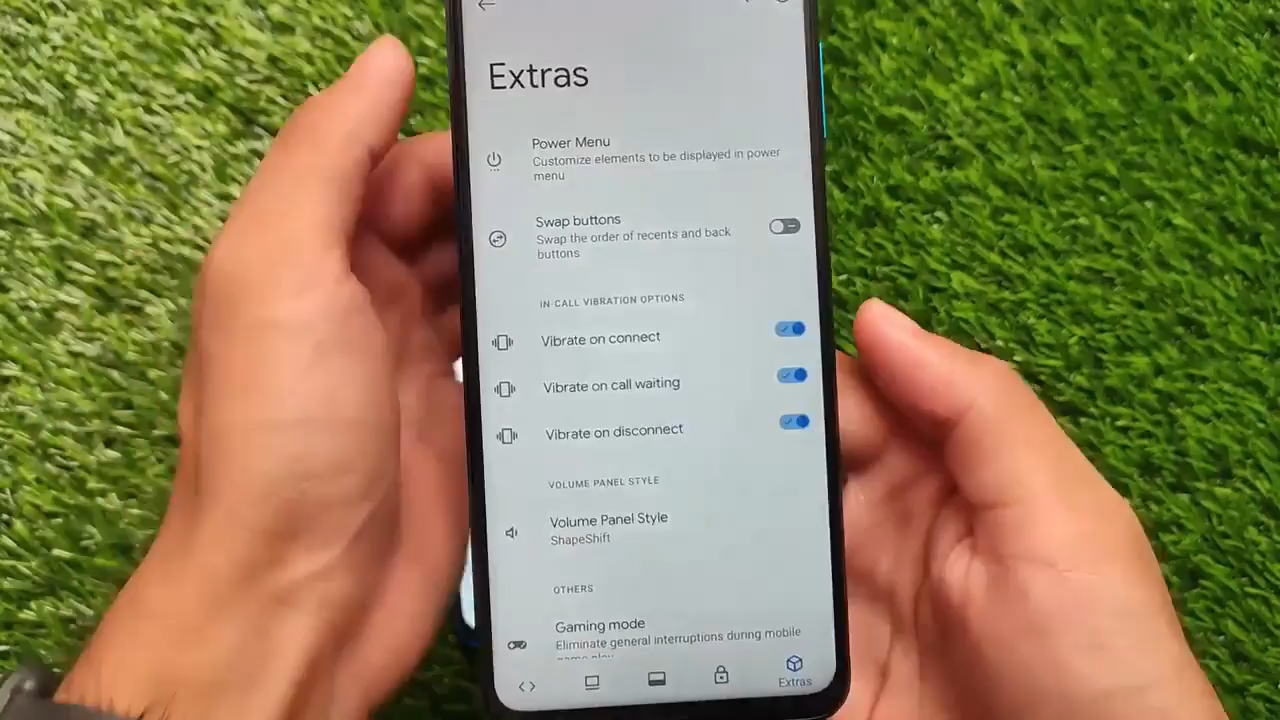 Extras
Power Menu
Customize elements to be displayed in power
menu
Swap buttons
Swap the order of recents and back
buttons
IN-CALL VIBRATION OPTIONS
Vibrate on connect
Vibrate on call waiting
Vibrate on disconnect
VOLUME PANEL STYLE
Volume Panel Style
ShapeShift
OTHERS
Gaming mode
Eliminate general interruptions during mobile
Extras